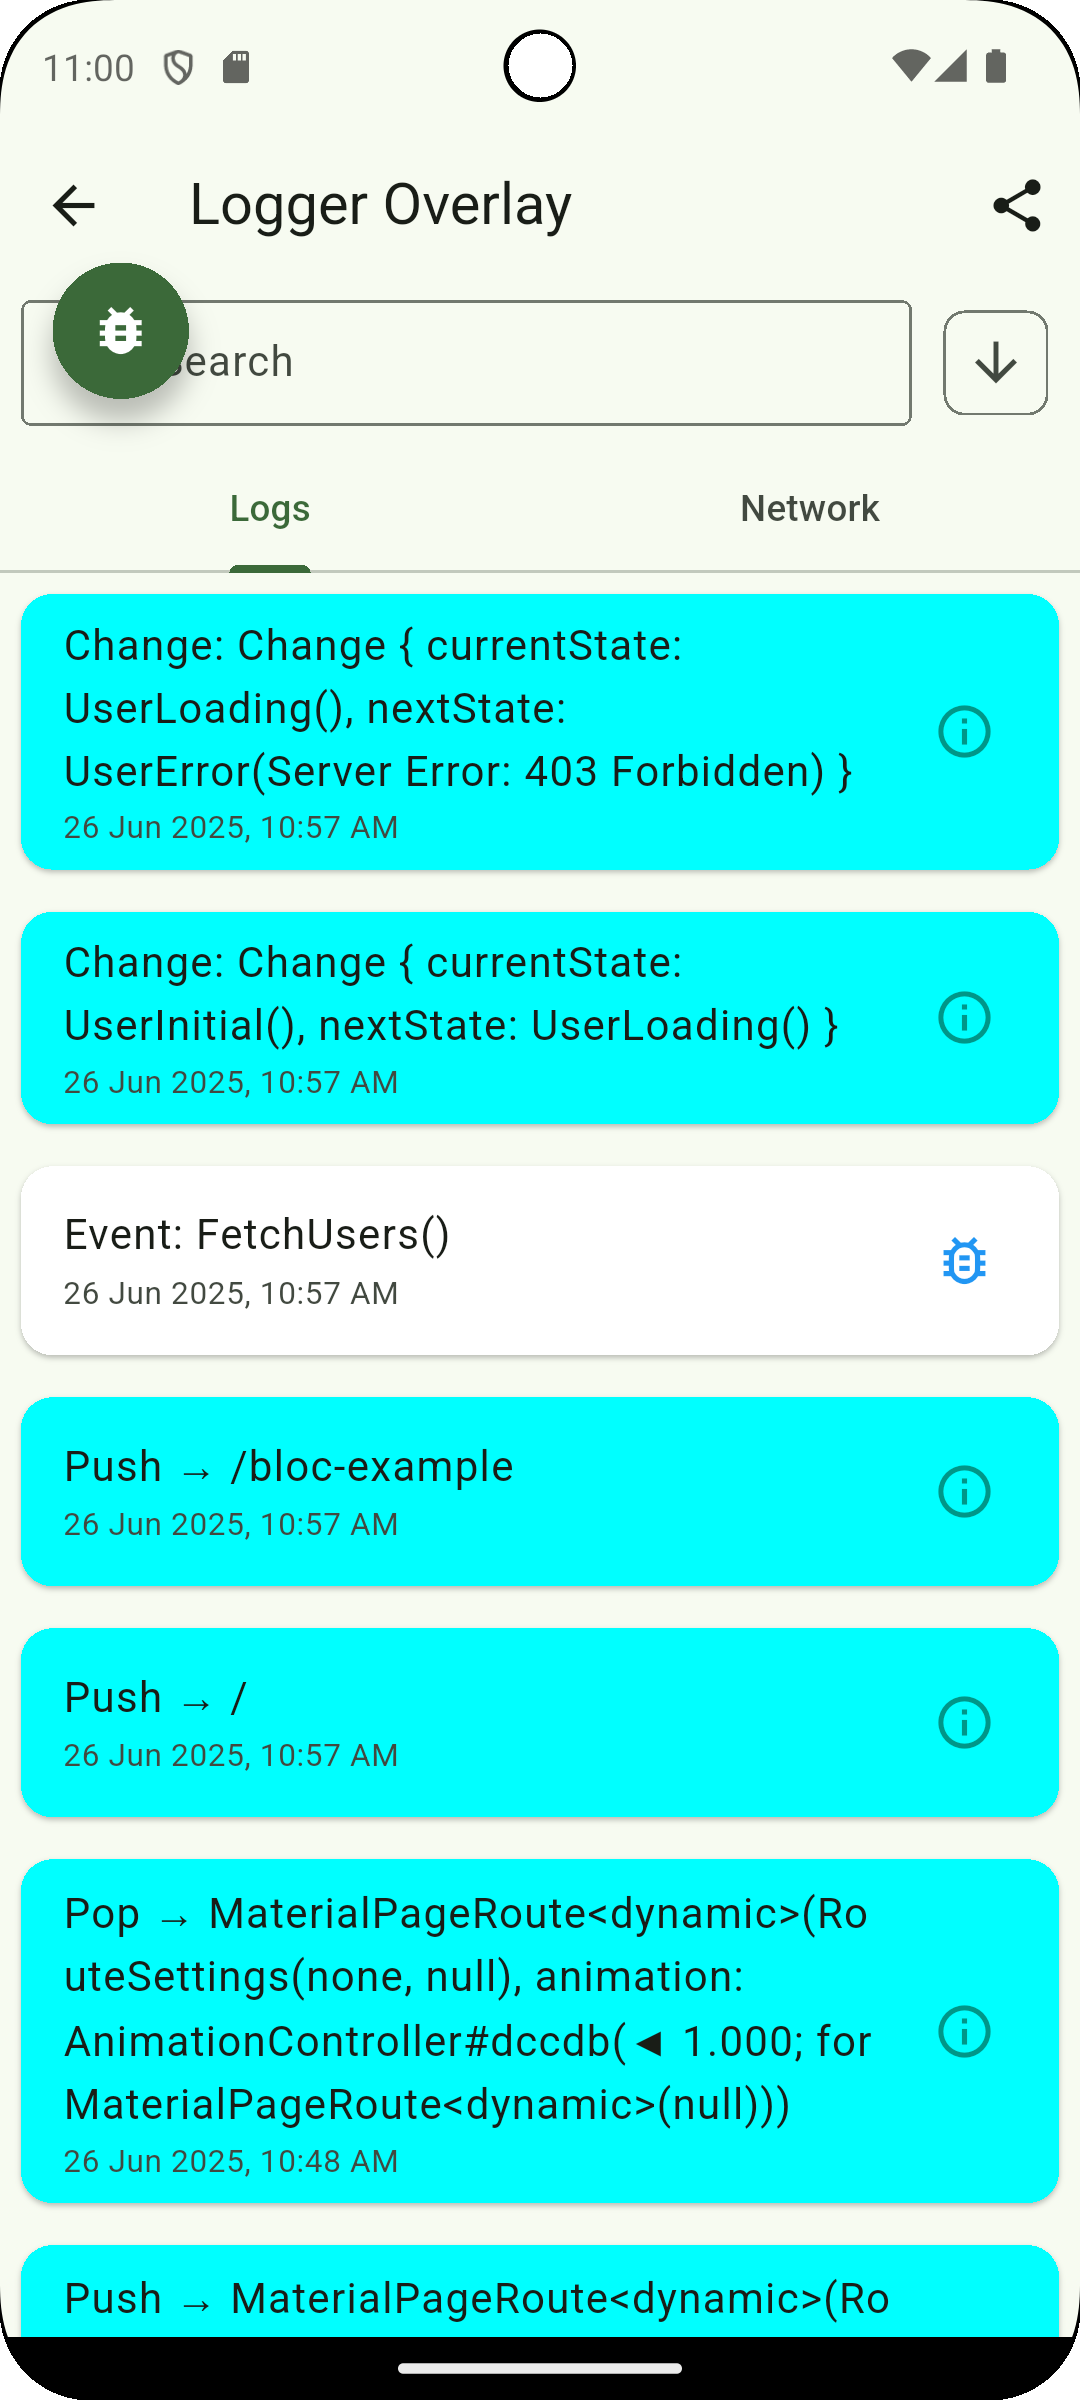 11:00
Logger Overlay
earch
Logs
Network
Change: Change { currentState:
UserLoading(), nextState:
UserError(Server Error: 403 Forbidden) }
26 Jun 2025, 10:57 AM
Change: Change { currentState:
UserInitial(), nextState: UserLoading() }
26 Jun 2025, 10:57 AM
Event: FetchUsers()
26 Jun 2025, 10:57 AM
Push → /bloc-example
26 Jun 2025, 10:57 AM
Push → /
26 Jun 2025, 10:57 AM
Pop → MaterialPageRoute<dynamic>(Ro
uteSettings(none, null), animation:
AnimationController#dccdb(◀ 1.000; for
MaterialPageRoute<dynamic>(null)))
26 Jun 2025, 10:48 AM
Push → MaterialPageRoute<dynamic>(Ro